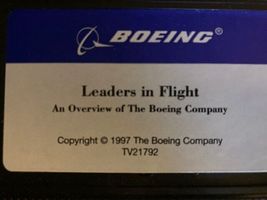 BOEING®
Leaders in Flight
An Overview of The Boeing Company
Copyright © 1997 The Boeing Company
TV21792